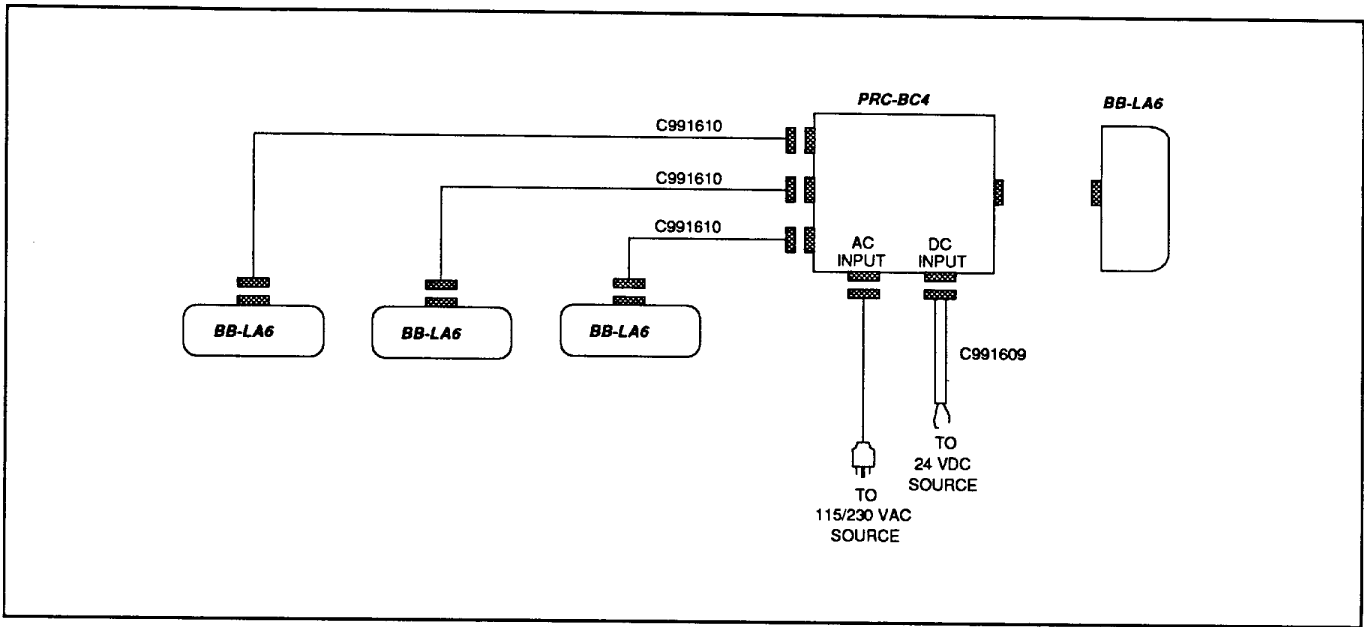 PRC-BC4
BB-LA6
C991610
C991610
C991610
AC
INPUT
DC
INPUT
BB-LA6
BB-LA6
BB-LA6
C991609
TO
24 VDC
SOURCE
TO
115/230 VAC
SOURCE